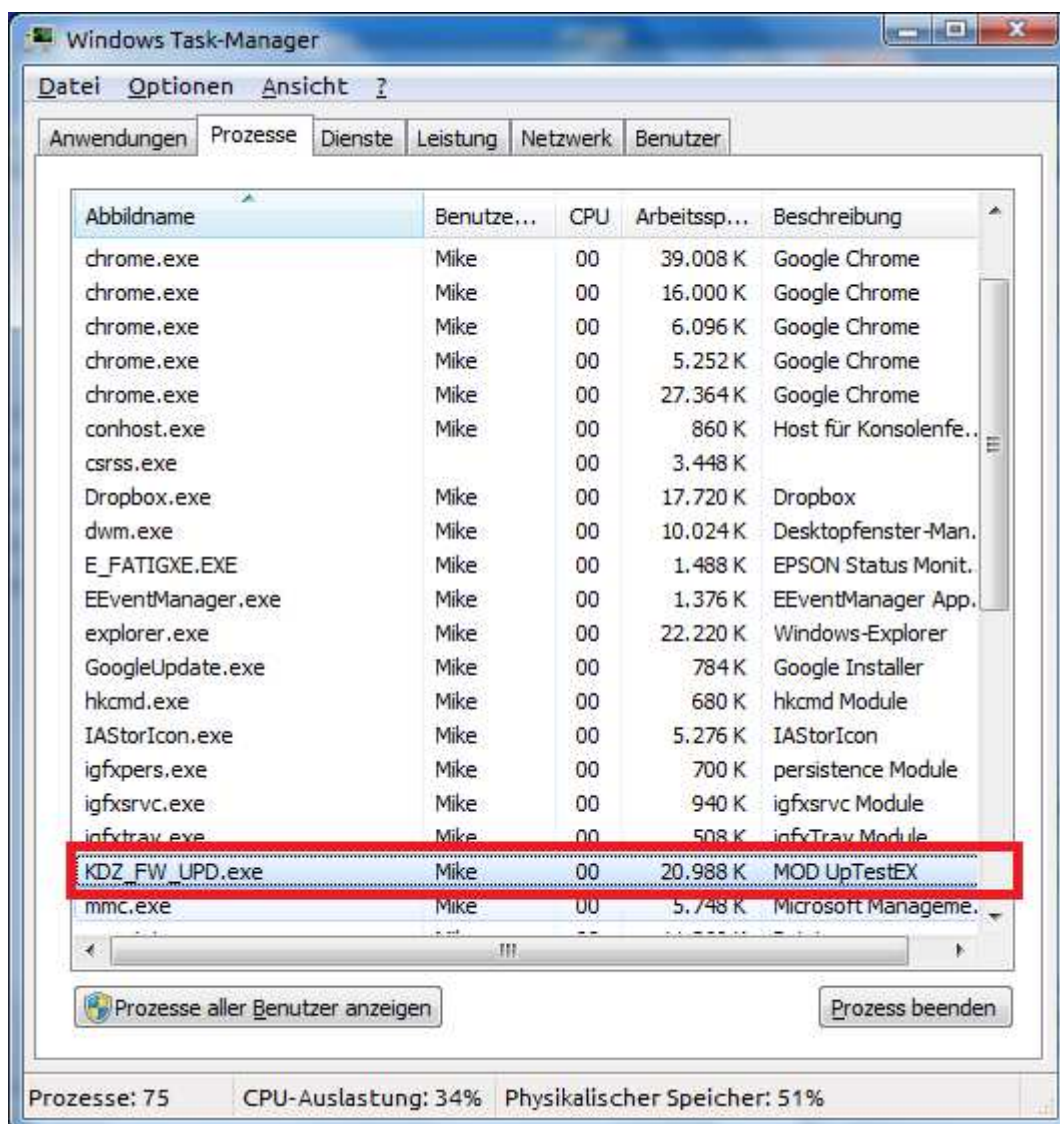 Windows Task-Manager
Datei Optionen Ansicht ?
Anwendungen Prozesse Dienste Leistung Netzwerk Benutzer
Abbildname Benutze... CPU Arbeitssp... Beschreibung
chrome.exe Mike 00 39.008 K Google Chrome
chrome.exe Mike 00 16.000 K Google Chrome
chrome.exe Mike 00 6.096 K Google Chrome
chrome.exe Mike 00 5.252 K Google Chrome
chrome.exe Mike 00 27.364 K Google Chrome
conhost.exe Mike 00 860 K Host für Konsolenfe..
csrss.exe 00 3.448 K
Dropbox.exe Mike 00 17.720 K Dropbox
dwm.exe Mike 00 10.024 K Desktopfenster-Man.
E_FATIGXE.EXE Mike 00 1.488 K EPSON Status Monit.
EEventManager.exe Mike 00 1.376 K EEventManager App.
explorer.exe Mike 00 22.220 K Windows-Explorer
GoogleUpdate.exe Mike 00 784 K Google Installer
hkcmd.exe Mike 00 680 K hkcmd Module
IAStorIcon.exe Mike 00 5.276 K IAStorIcon
igfxpers.exe Mike 00 700 K persistence Module
igfxsrvc.exe Mike 00 940 K igfxsrvc Module
igfxtray.exe Mike 00 508 K igfxTray Module
KDZ_FW_UPD.exe Mike 00 20.988 K MOD UpTestEX
mmc.exe Mike 00 5.748 K Microsoft Manageme.
Prozesse aller Benutzer anzeigen Prozess beenden
Prozesse: 75 CPU-Auslastung: 34% Physikalischer Speicher: 51%